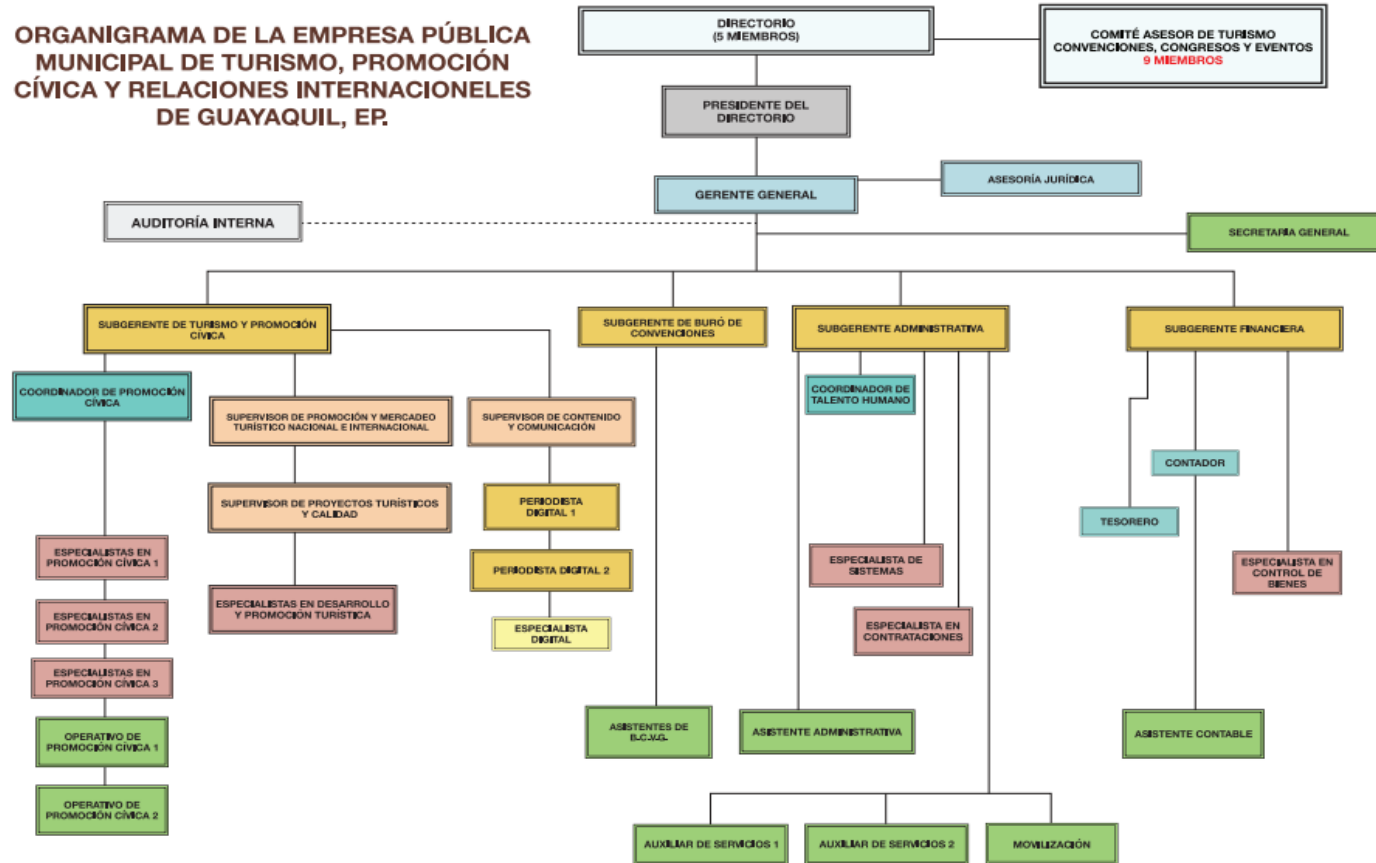 ORGANIGRAMA DE LA EMPRESA PÚBLICA
MUNICIPAL DE TURISMO, PROMOCIÓN
CÍVICA Y RELACIONES INTERNACIONELES
DE GUAYAQUIL, EP.
DIRECTORIO
(5 MIEMBROS)
COMITÉ ASESOR DE TURISMO
CONVENCIONES, CONGRESOS Y EVENTOS
9 MIEMBROS
PRESIDENTE DEL
DIRECTORIO
GERENTE GENERAL
ASESORÍA JURÍDICA
AUDITORÍA INTERNA
SECRETARÍA GENERAL
SUBGERENTE DE TURISMO Y PROMOCIÓN
CÍVICA
SUBGERENTE DE BURÓ DE
CONVENCIONES
SUBGERENTE ADMINISTRATIVA
SUBGERENTE FINANCIERA
COORDINADOR DE PROMOCIÓN
CÍVICA
SUPERVISOR DE PROMOCIÓN Y MERCADEO
TURÍSTICO NACIONAL E INTERNACIONAL
SUPERVISOR DE CONTENIDO
Y COMUNICACIÓN
COORDINADOR DE
TALENTO HUMANO
CONTADOR
SUPERVISOR DE PROYECTOS TURÍSTICOS
Y CALIDAD
PERIODISTA
DIGITAL 1
TESORERO
ESPECIALISTAS EN
PROMOCIÓN CÍVICA 1
PERIODISTA DIGITAL 2
ESPECIALISTA DE
SISTEMAS
ESPECIALISTA EN
CONTROL DE
BIENES
ESPECIALISTAS EN
PROMOCIÓN CÍVICA 2
ESPECIALISTAS EN DESARROLLO
Y PROMOCIÓN TURÍSTICA
ESPECIALISTA
DIGITAL
ESPECIALISTA EN
CONTRATACIONES
ESPECIALISTAS EN
PROMOCIÓN CÍVICA 3
OPERATIVO DE
PROMOCIÓN CÍVICA 1
ASISTENTES DE
B.C.V.G.
ASISTENTE ADMINISTRATIVA
ASISTENTE CONTABLE
OPERATIVO DE
PROMOCIÓN CÍVICA 2
AUXILIAR DE SERVICIOS 1
AUXILIAR DE SERVICIOS 2
MOVILIZACIÓN